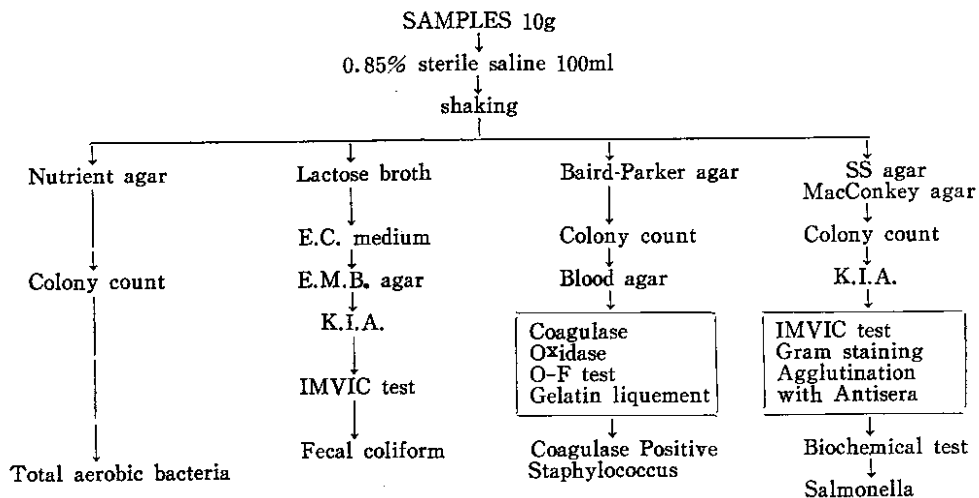 SAMPLES 10g
0.85% sterile saline 100ml
shaking
Nutrient agar
Colony count
Total aerobic bacteria
Lactose broth
E.C. medium
E.M.B. agar
K.I.A.
IMVIC test
Fecal coliform
Baird-Parker agar
Colony count
Blood agar
Coagulase
Oxidase
O-F test
Gelatin liquement
Coagulase Positive
Staphylococcus
SS agar
MacConkey agar
Colony count
K.I.A.
IMVIC test
Gram staining
Agglutination
with Antisera
Biochemical test
Salmonella